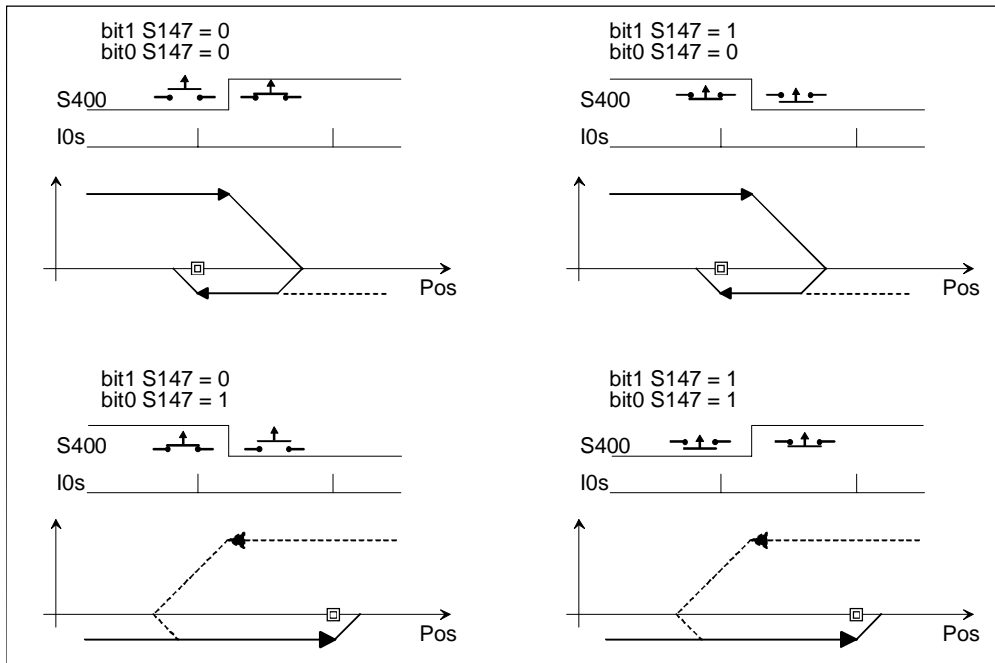 bit1 S147 = 0
bit0 S147 = 0
S400
I0s
Pos
bit1 S147 = 1
bit0 S147 = 0
S400
I0s
Pos
bit1 S147 = 0
bit0 S147 = 1
S400
I0s
Pos
bit1 S147 = 1
bit0 S147 = 1
S400
I0s
Pos